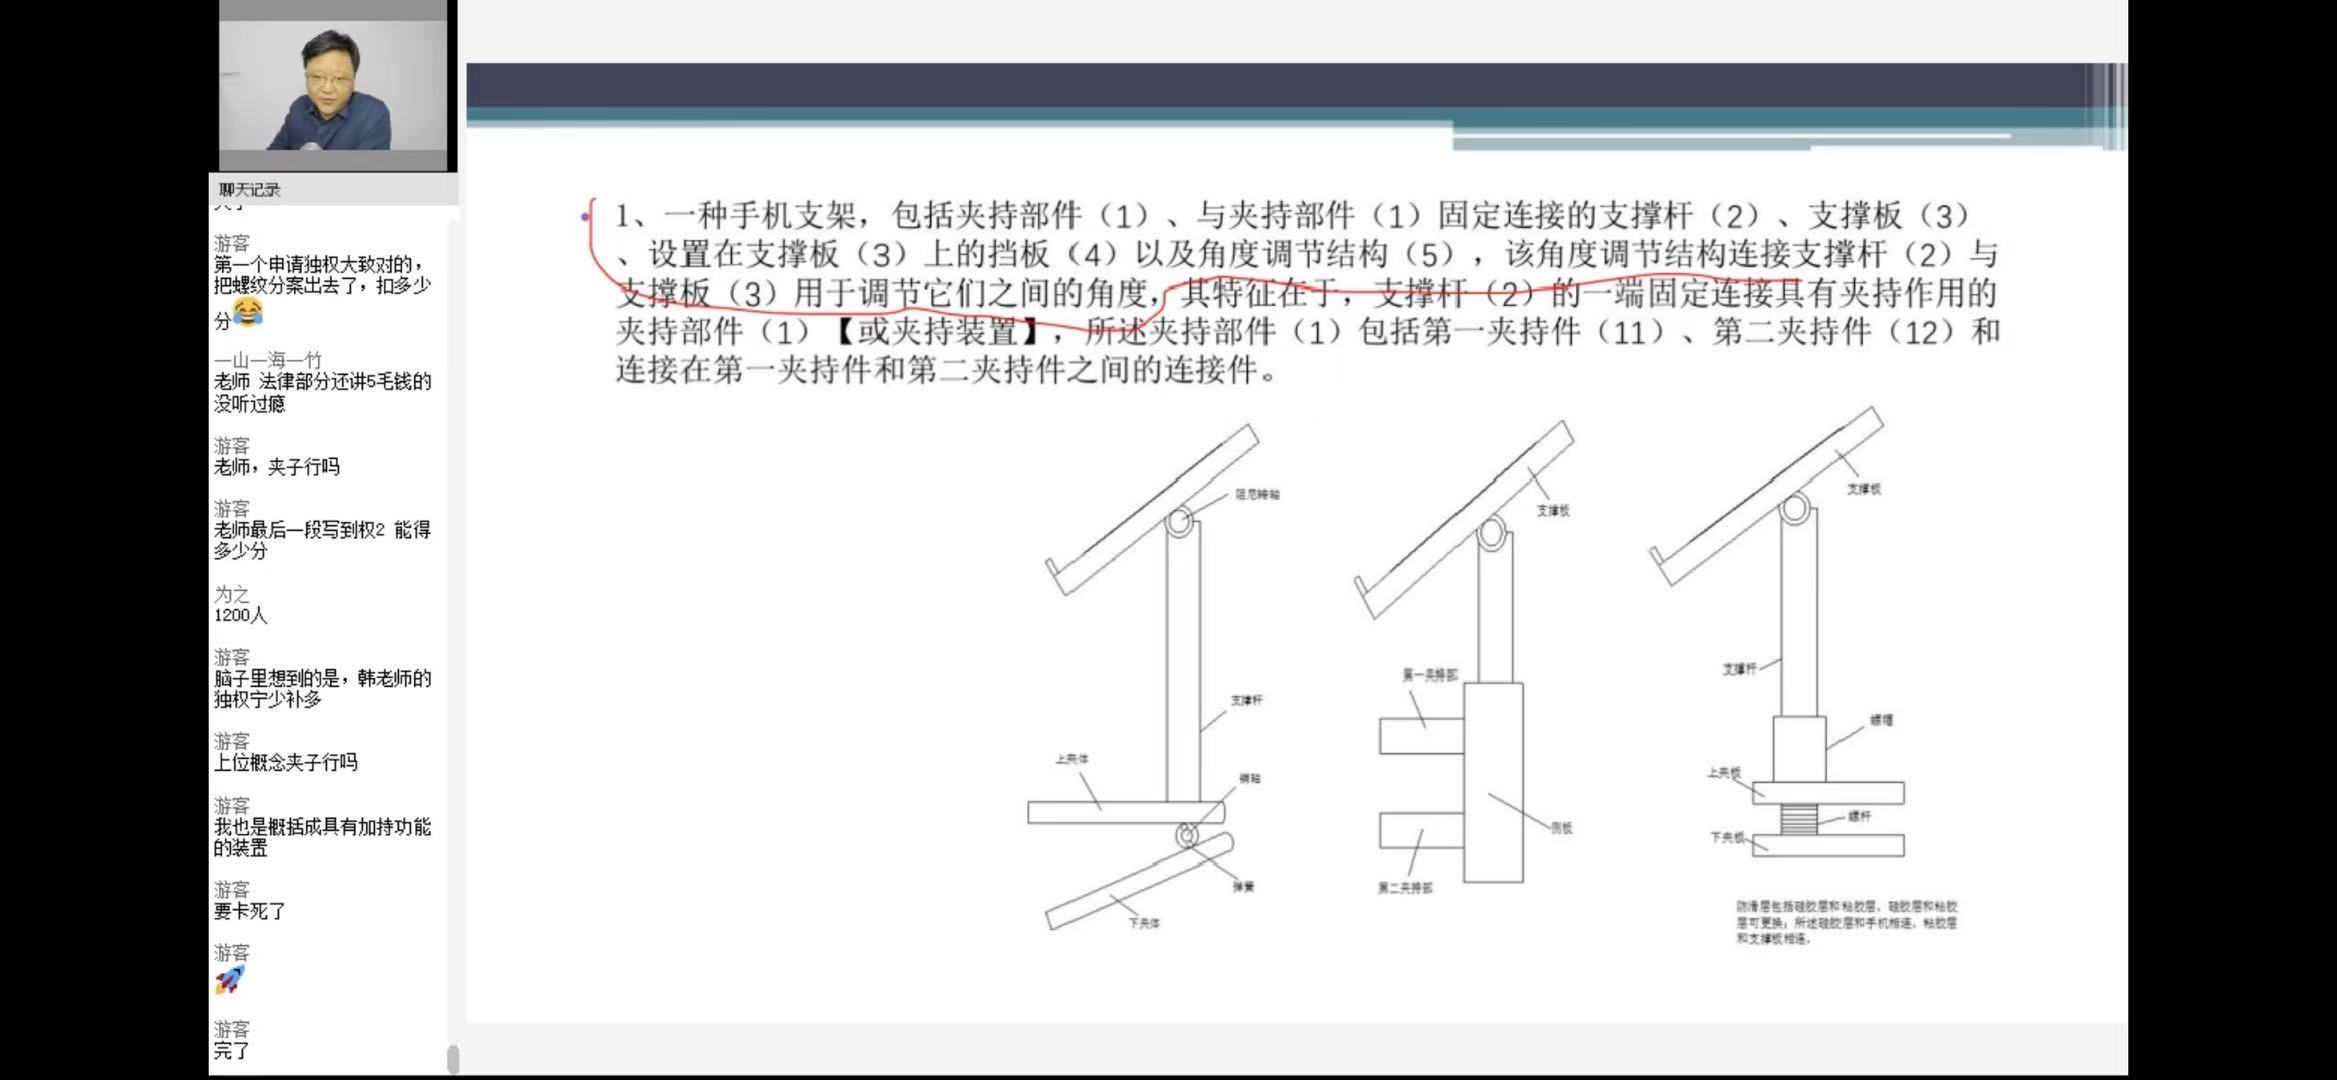 聊天记录
游客
第一个申请独权大致对的，
把螺纹分案出去了，扣多少
分😂
一山一海一竹
老师 法律部分还讲5毛钱的
没听过瘾
游客
老师，夹子行吗
游客
老师最后一段写到权2 能得
多少分
为之
1200人
游客
脑子里想到的是，韩老师的
独权宁少补多
游客
上位概念夹子行吗
游客
我也是概括成具有加持功能
的装置
游客
要卡死了
游客
🚀
游客
完了
1、一种手机支架，包括夹持部件（1）、与夹持部件（1）固定连接的支撑杆（2）、支撑板（3）
、设置在支撑板（3）上的挡板（4）以及角度调节结构（5），该角度调节结构连接支撑杆（2）与
支撑板（3）用于调节它们之间的角度，其特征在于，支撑杆（2）的一端固定连接具有夹持作用的
夹持部件（1）【或夹持装置】，所述夹持部件（1）包括第一夹持件（11）、第二夹持件（12）和
连接在第一夹持件和第二夹持件之间的连接件。
阻尼转轴
支撑杆
上夹体
销轴
弹簧
下夹体
支撑板
第一夹持部
侧板
第二夹持部
支撑板
支撑杆
螺帽
上夹板
螺杆
下夹板
防滑层包括硅胶层和粘胶层，硅胶层和粘胶
层可更换；所述硅胶层和手机相连，粘胶层
和支撑板相连。